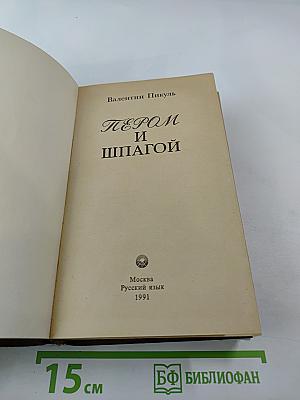 Валентин Пикуль
ПЕРОМ
И
ШПАГОЙ
Москва
Русский язык
1991
15 см
БФ БИБЛИОФАН